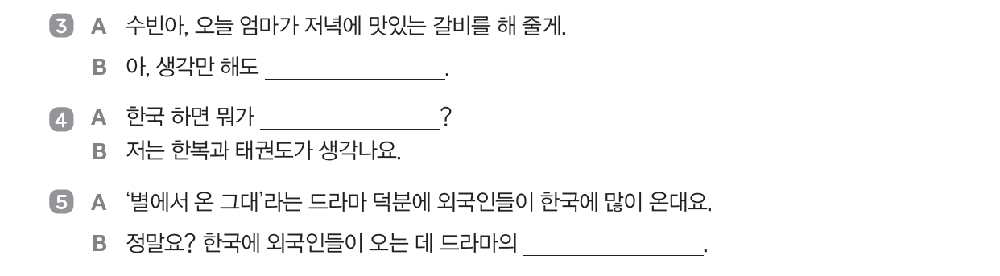 3 A 수빈아, 오늘 엄마가 저녁에 맛있는 갈비를 해 줄게.
B 아, 생각만 해도 ____________.
4 A 한국 하면 뭐가 ____________?
B 저는 한복과 태권도가 생각나요.
5 A ‘별에서 온 그대’라는 드라마 덕분에 외국인들이 한국에 많이 온대요.
B 정말요? 한국에 외국인들이 오는 데 드라마의 ____________.